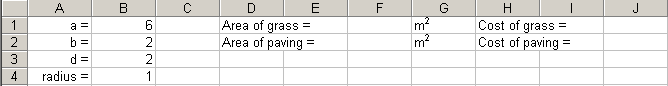 A B C D E F G H I J
1 a = 6 Area of grass = m² Cost of grass =
2 b = 2 Area of paving = m² Cost of paving =
3 d = 2
4 radius = 1